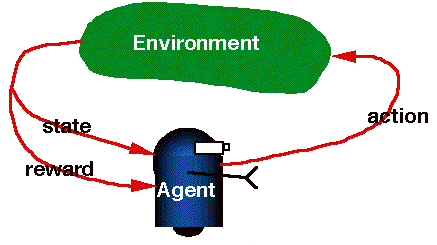 Environment
action
state
reward
Agent